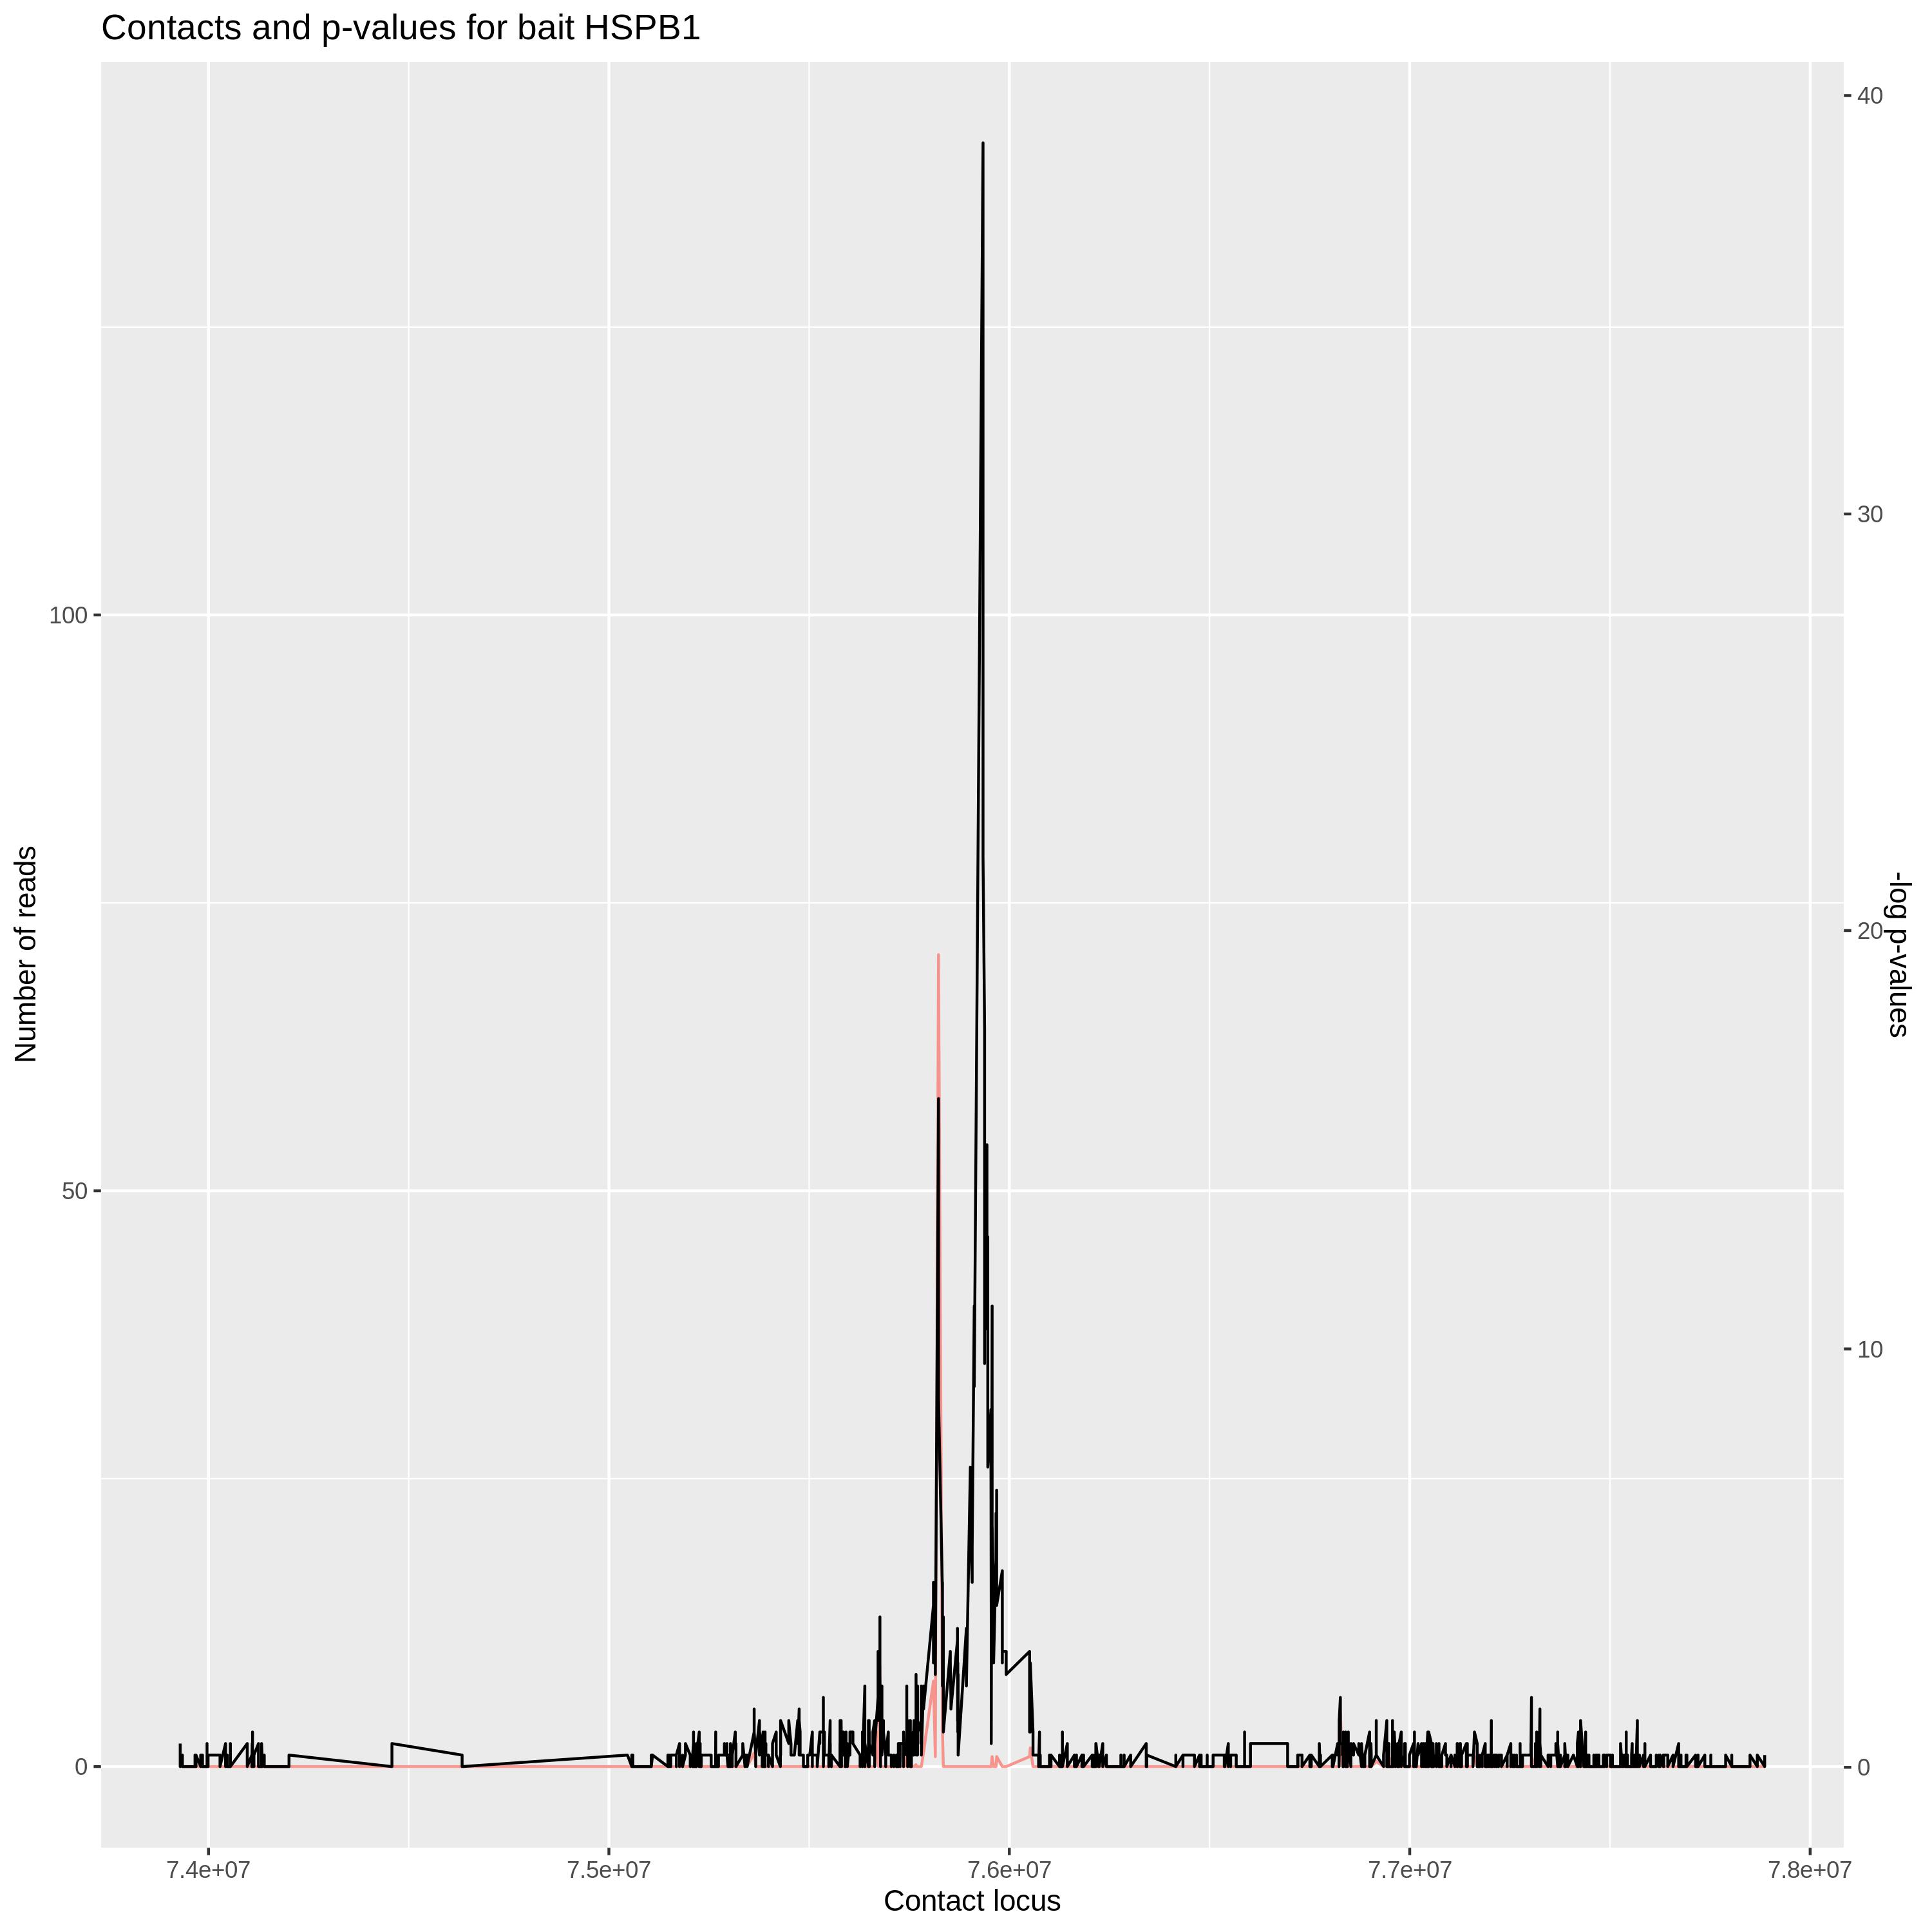 Contacts and p-values for bait HSPB1
40
30
100
20
Number of reads
-log p-values
50
10
0
0
7.4e+07
7.5e+07
7.6e+07
7.7e+07
7.8e+07
Contact locus